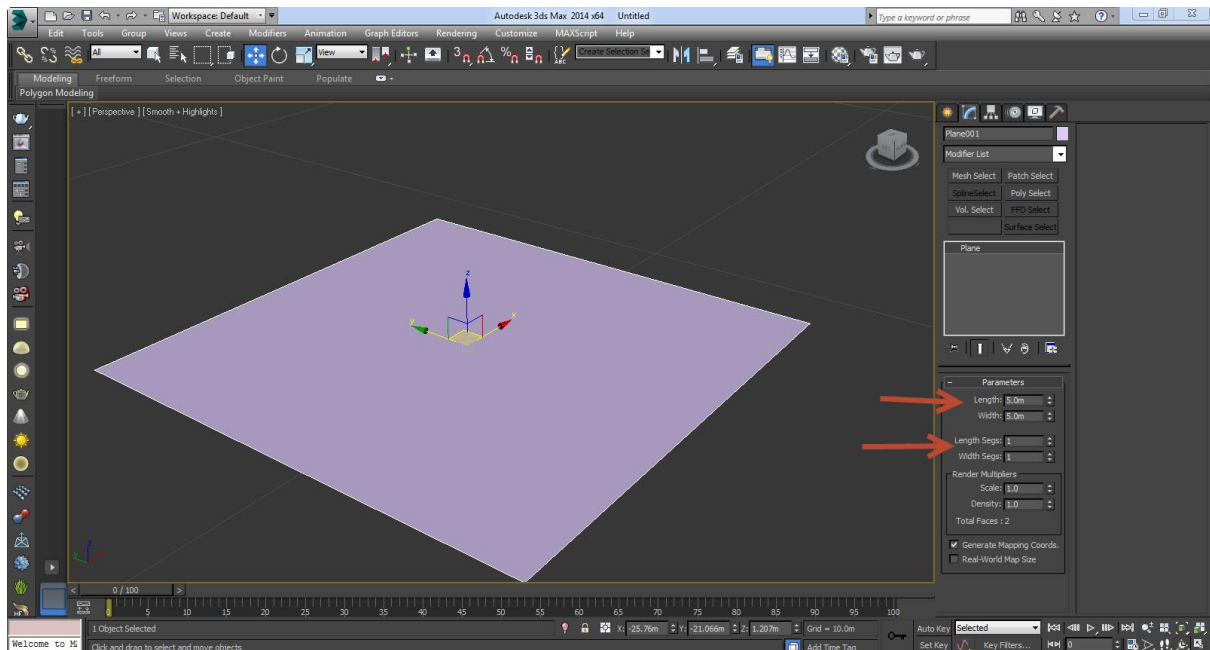 Workspace: Default
Autodesk 3ds Max 2014 x64 Untitled
Type a keyword or phrase
Edit Tools Group Views Create Modifiers Animation Graph Editors Rendering Customize MAXScript Help
All
View
3
Create Selection Se
Modeling Freeform Selection Object Paint Populate
Polygon Modeling
[ + ] [Perspective ] [Smooth + Highlights ]
Plane001
Modifier List
Mesh Select Patch Select
SplineSelect Poly Select
Vol. Select FFD Select
Surface Select
Plane
z
y x
Parameters
Length: 5.0m
Width: 5.0m
Length Segs: 1
Width Segs: 1
Render Multipliers
Scale: 1.0
Density: 1.0
Total Faces : 2
Generate Mapping Coords.
Real-World Map Size
z
HF
< 0 / 100 >
0 5 10 15 20 25 30 35 40 45 50 55 60 65 70 75 80 85 90 95 100
1 Object Selected
X: -25.76m Y: -21.066m Z: 1.207m Grid = 10.0m
Auto Key Selected
Welcome to M
Click and drag to select and move objects
Add Time Tag
Set Key Key Filters... 0